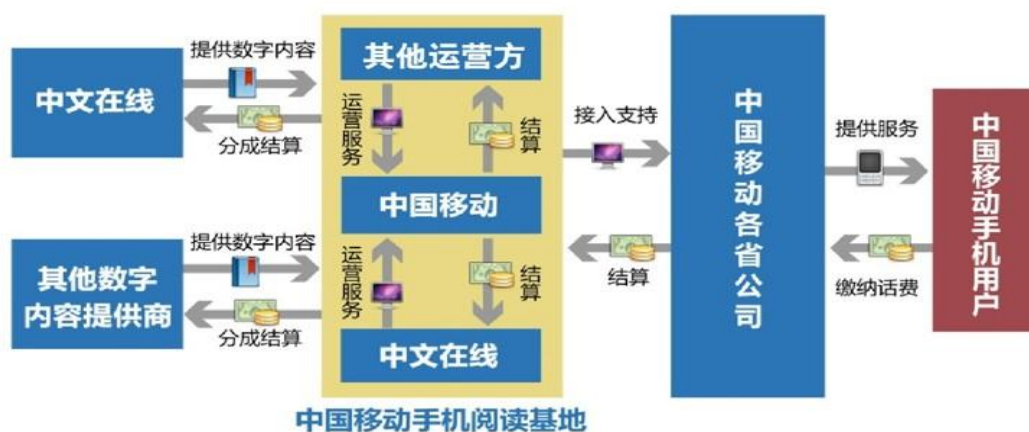 中文在线
提供数字内容
分成结算
其他数字
内容提供商
提供数字内容
分成结算
其他运营方
运营服务
结算
中国移动
运营服务
结算
中文在线
中国移动手机阅读基地
接入支持
结算
中国移动各省公司
提供服务
缴纳话费
中国移动手机用户